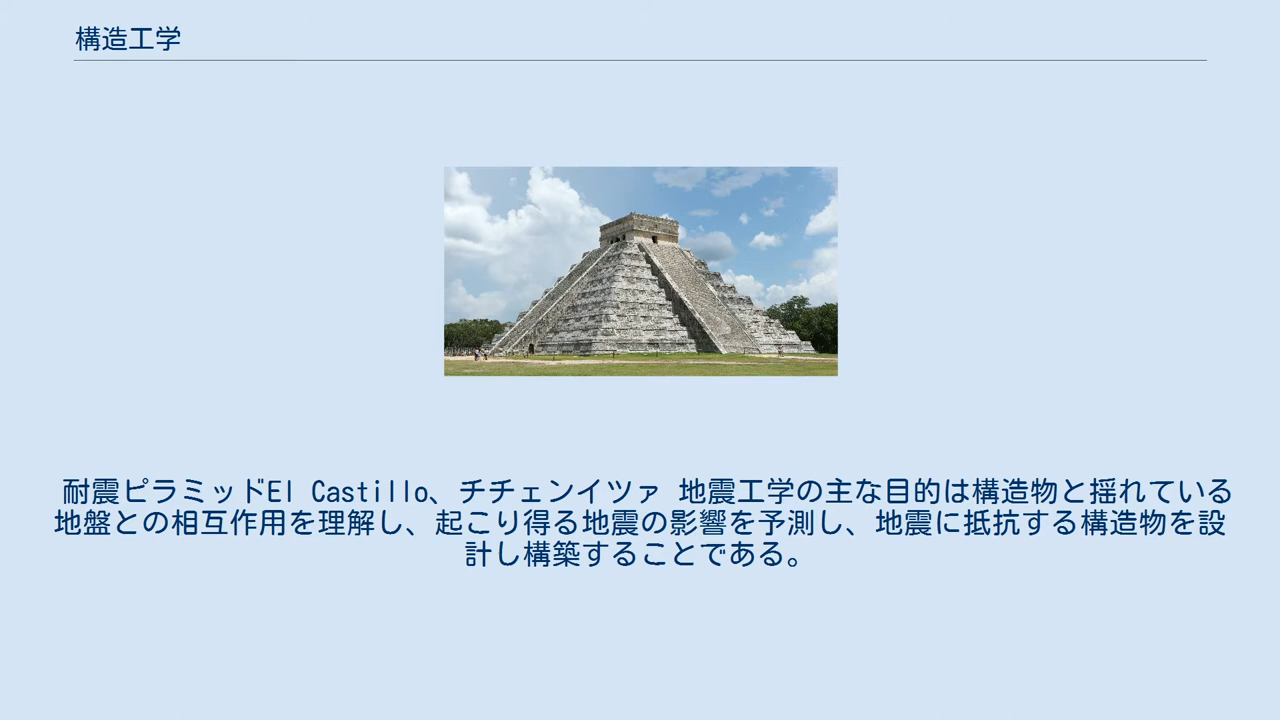 構造工学
耐震ピラミッドEl Castillo、チチェンイツァ 地震工学の主な目的は構造物と揺れている
地盤との相互作用を理解し、起こり得る地震の影響を予測し、地震に抵抗する構造物を設
計し構築することである。